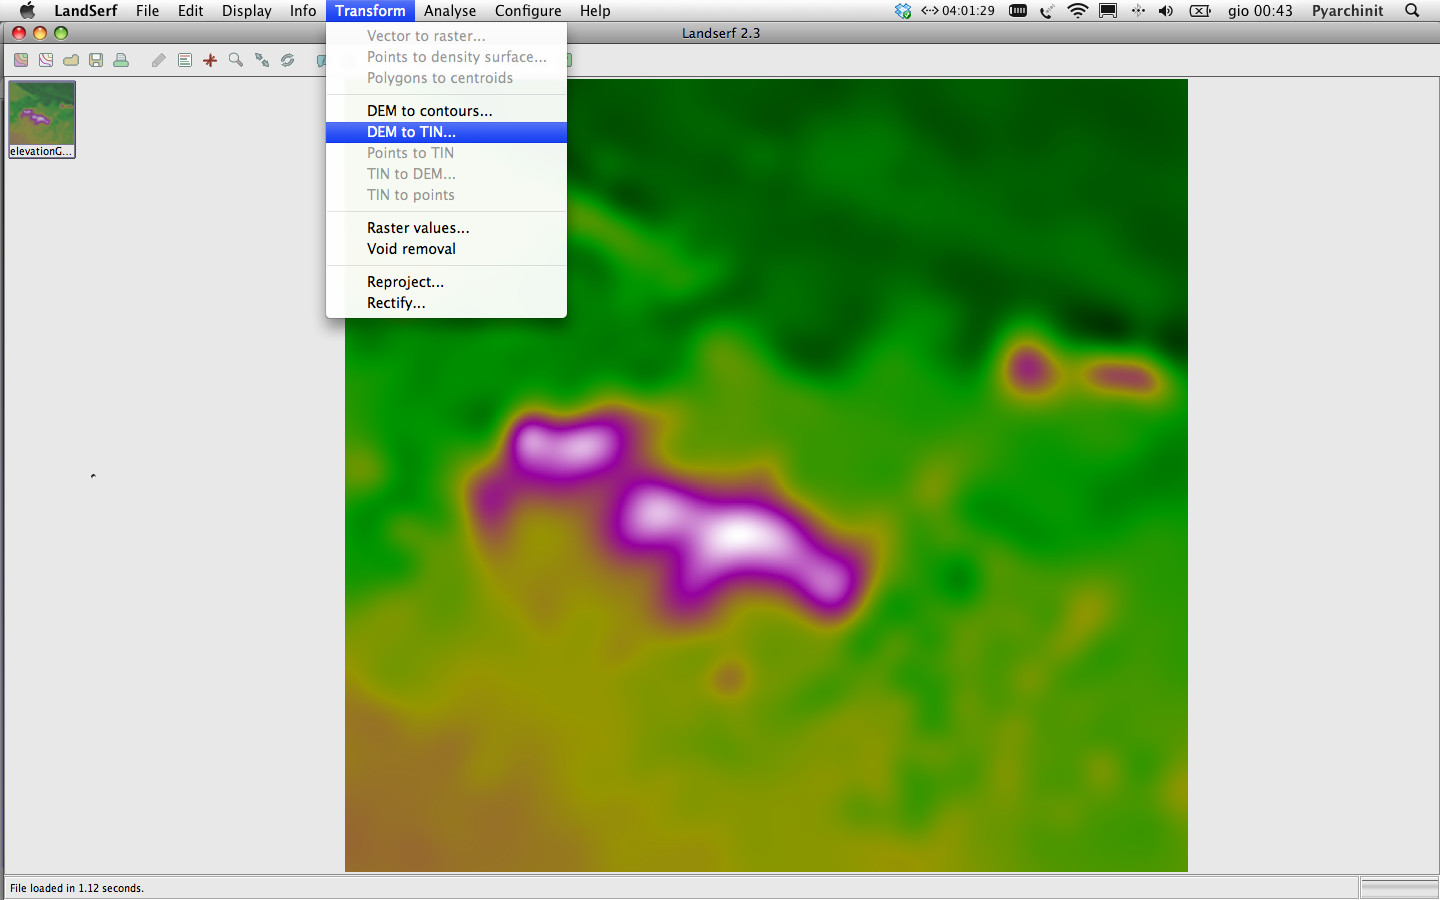 LandSerf File Edit Display Info Transform Analyse Configure Help 04:01:29 gio 00:43 Pyarchinit
Landserf 2.3
Vector to raster...
Points to density surface...
Polygons to centroids
DEM to contours...
DEM to TIN...
Points to TIN
TIN to DEM...
TIN to points
Raster values...
Void removal
Reproject...
Rectify...
elevationG...
File loaded in 1.12 seconds.